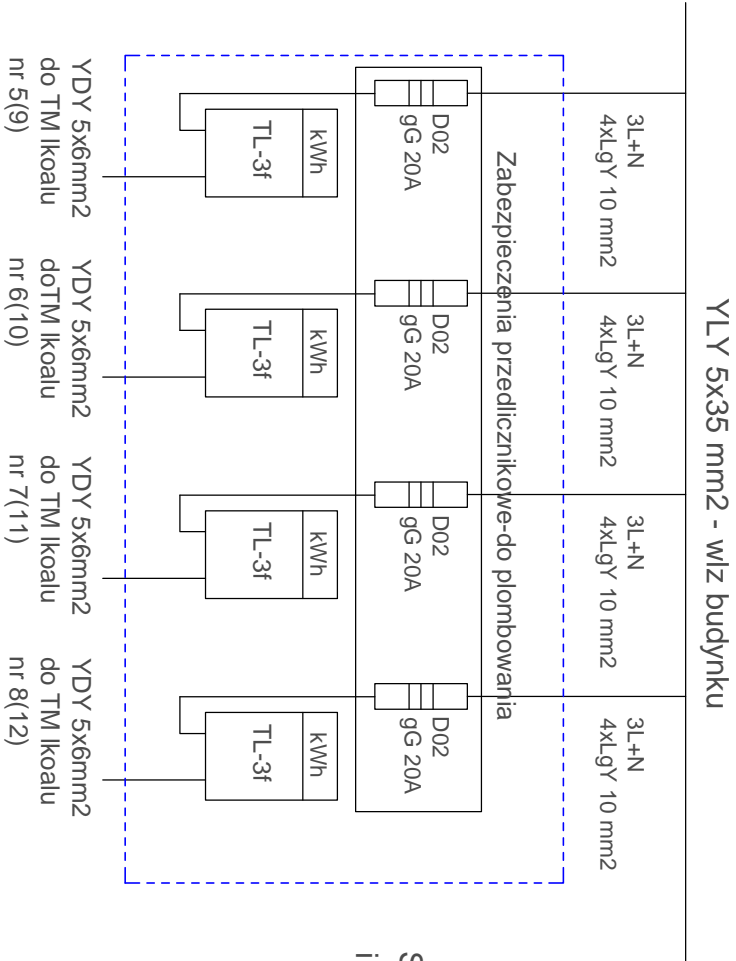 YLY 5x35 mm2 - wlz budynku
3L+N
4xLgY 10 mm2
3L+N
4xLgY 10 mm2
3L+N
4xLgY 10 mm2
3L+N
4xLgY 10 mm2
Zabezpieczenia przedlicznikowe-do plombowania
D02
gG 20A
D02
gG 20A
D02
gG 20A
D02
gG 20A
kWh
TL-3f
kWh
TL-3f
kWh
TL-3f
kWh
TL-3f
YDY 5x6mm2
do TM lkoalu
nr 5(9)
YDY 5x6mm2
doTM lkoalu
nr 6(10)
YDY 5x6mm2
do TM lkoalu
nr 7(11)
YDY 5x6mm2
do TM lkoalu
nr 8(12)